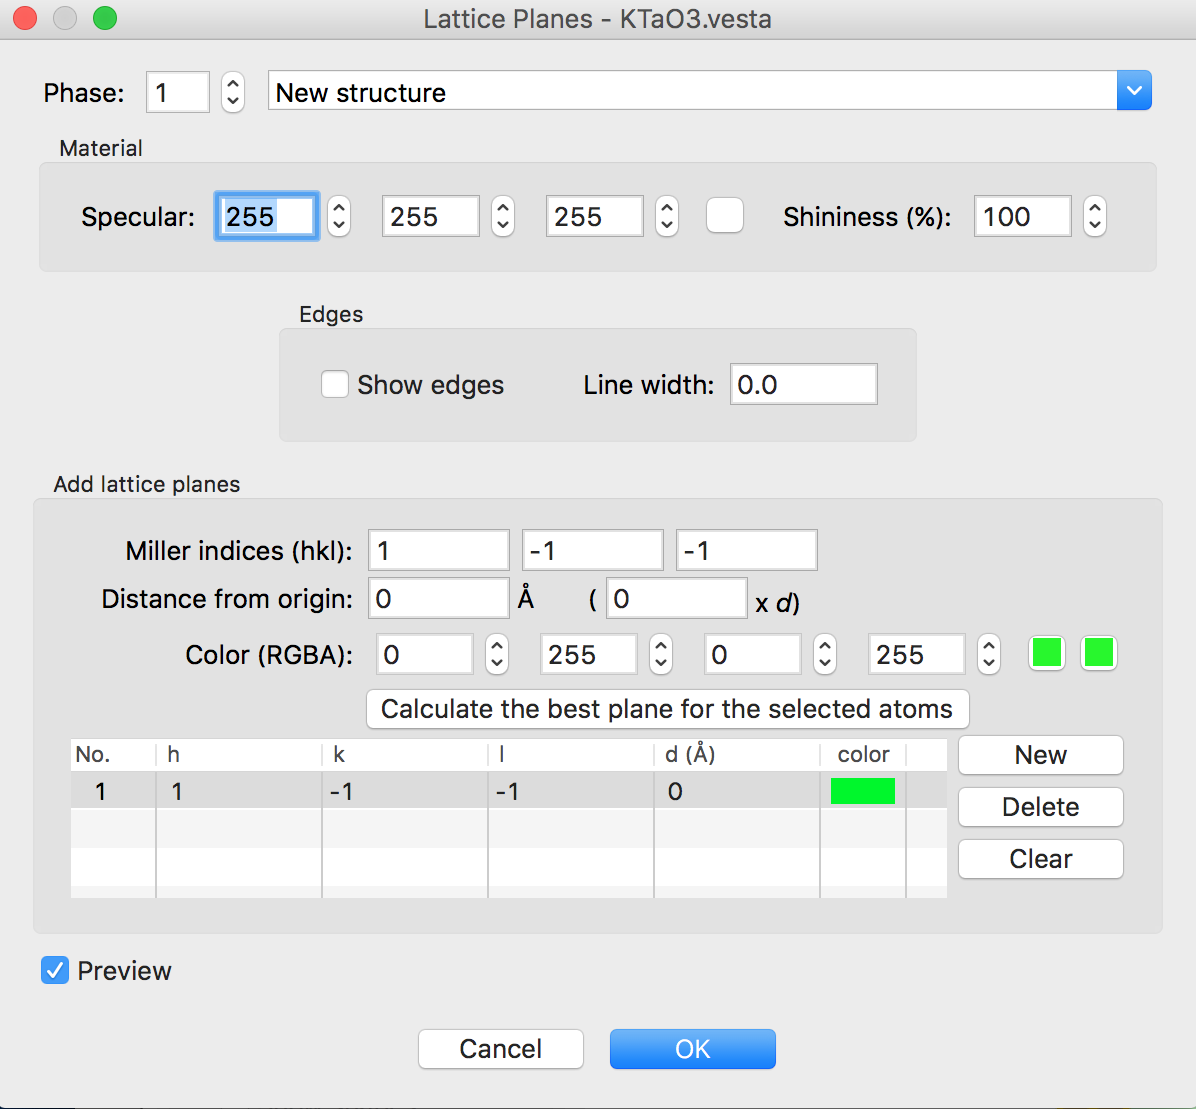 Lattice Planes - KTaO3.vesta
Phase: 1 New structure
Material
Specular: 255 255 255 Shininess (%): 100
Edges
Show edges Line width: 0.0
Add lattice planes
Miller indices (hkl): 1 -1 -1
Distance from origin: 0 Å ( 0 x d)
Color (RGBA): 0 255 0 255
Calculate the best plane for the selected atoms
No. h k l d (Å) color
1 1 -1 -1 0
New
Delete
Clear
Preview
Cancel OK